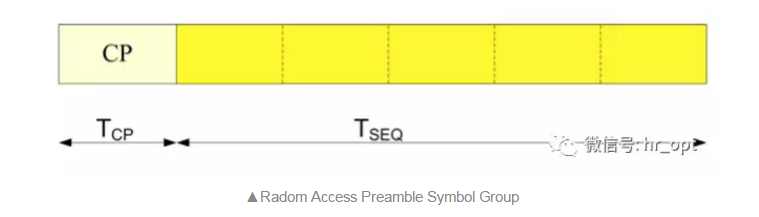 CP
TCP
TSEQ
微信号: hr_opt
▲Radom Access Preamble Symbol Group